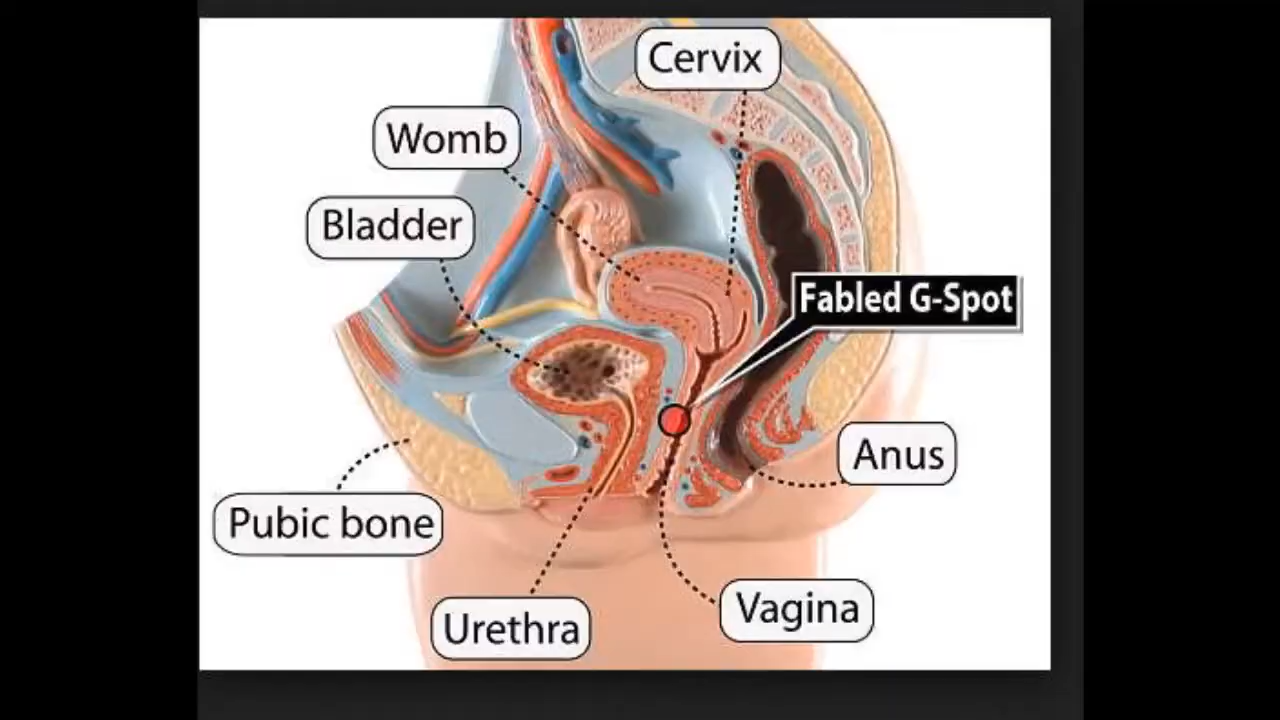 Cervix
Womb
Bladder
Fabled G-Spot
Anus
Pubic bone
Vagina
Urethra